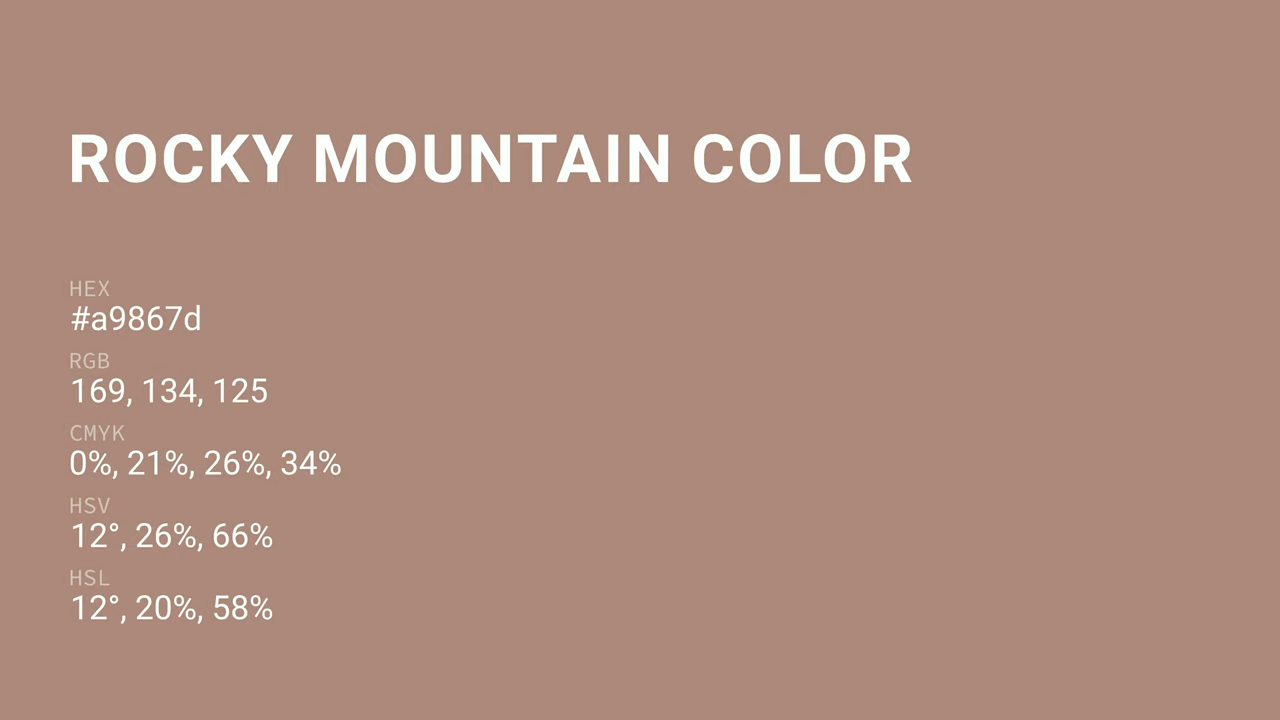 ROCKY MOUNTAIN COLOR
HEX
#a9867d
RGB
169, 134, 125
CMYK
0%, 21%, 26%, 34%
HSV
12°, 26%, 66%
HSL
12°, 20%, 58%